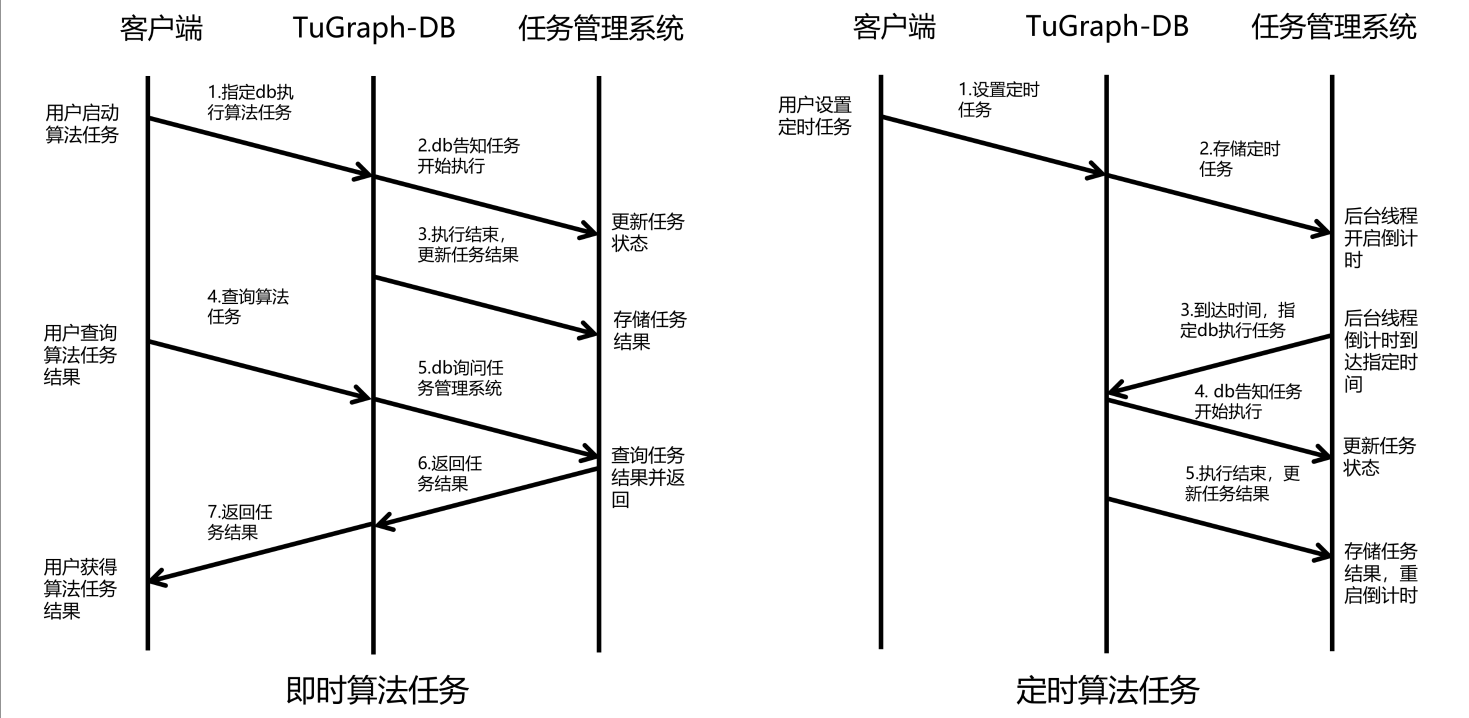 客户端
TuGraph-DB
任务管理系统
用户启动
算法任务
1.指定db执
行算法任务
2.db告知任务
开始执行
更新任务
状态
3.执行结束，
更新任务结果
存储任务
结果
4.查询算法
任务
用户查询
算法任务
结果
5.db询问任
务管理系统
查询任务
结果并返
回
6.返回任
务结果
7.返回任
务结果
用户获得
算法任务
结果
即时算法任务
客户端
TuGraph-DB
任务管理系统
用户设置
定时任务
1.设置定时
任务
2.存储定时
任务
后台线程
开启倒计
时
3.到达时间，指
定db执行任务
后台线程
倒计时到
达指定时
间
4. db告知任务
开始执行
更新任务
状态
5.执行结束，更
新任务结果
存储任务
结果，重
启倒计时
定时算法任务